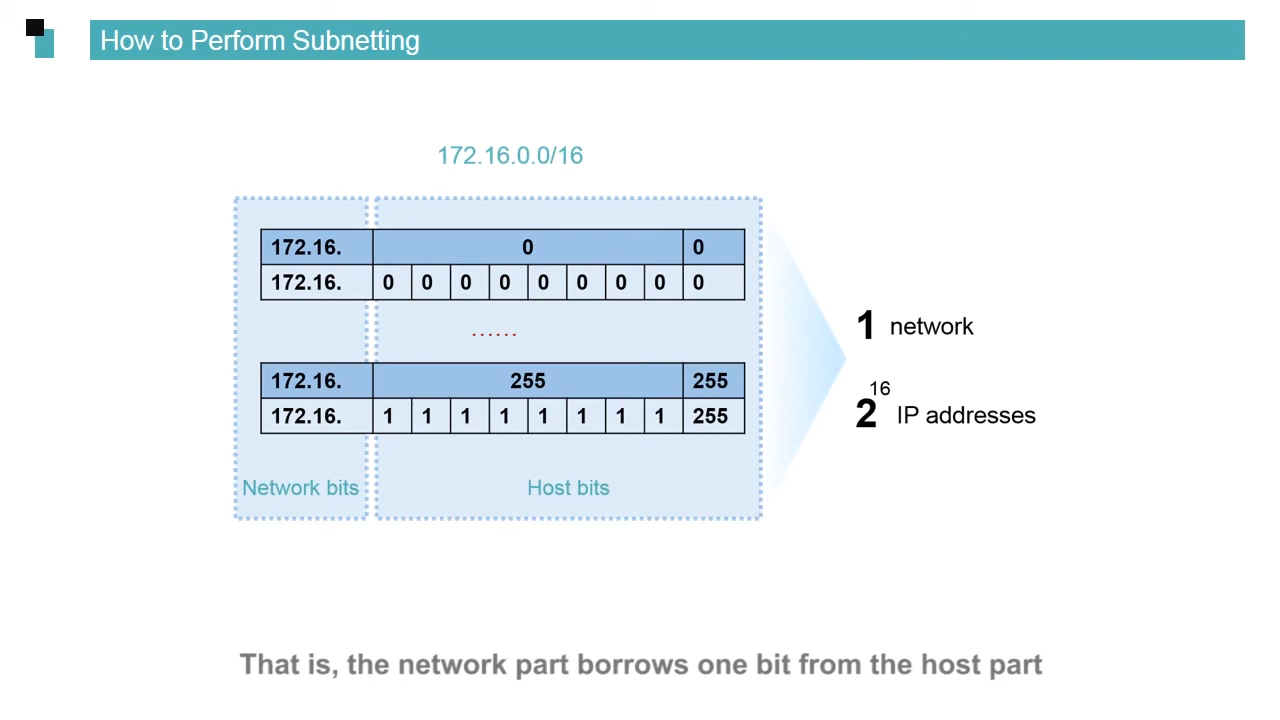 How to Perform Subnetting
172.16.0.0/16
172.16. 0 0
172.16. 0 0 0 0 0 0 0 0 0
......
172.16. 255 255
172.16. 1 1 1 1 1 1 1 1 255
Network bits Host bits
1 network
2^16 IP addresses
That is, the network part borrows one bit from the host part